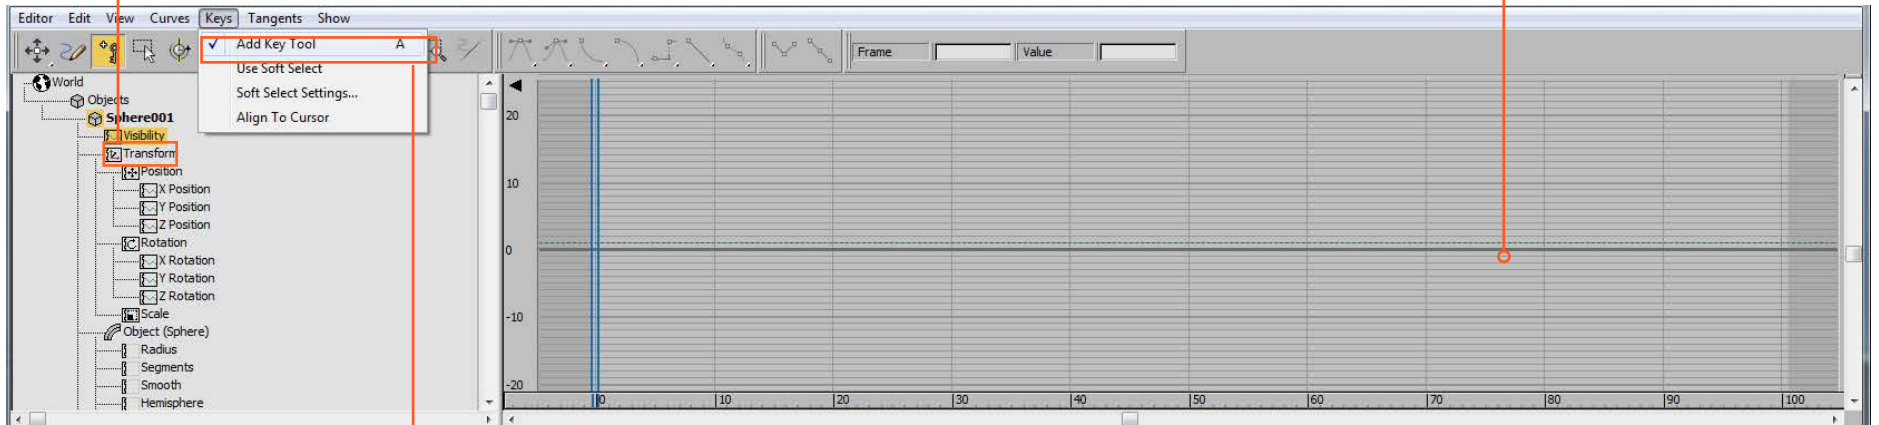 Editor Edit View Curves Keys Tangents Show
Add Key Tool A
Use Soft Select
Soft Select Settings...
Align To Cursor
Frame Value
World
Objects
Sphere001
Visibility
Transform
Position
X Position
Y Position
Z Position
Rotation
X Rotation
Y Rotation
Z Rotation
Scale
Object (Sphere)
Radius
Segments
Smooth
Hemisphere
20
10
0
-10
-20
0 10 20 30 40 50 60 70 80 90 100